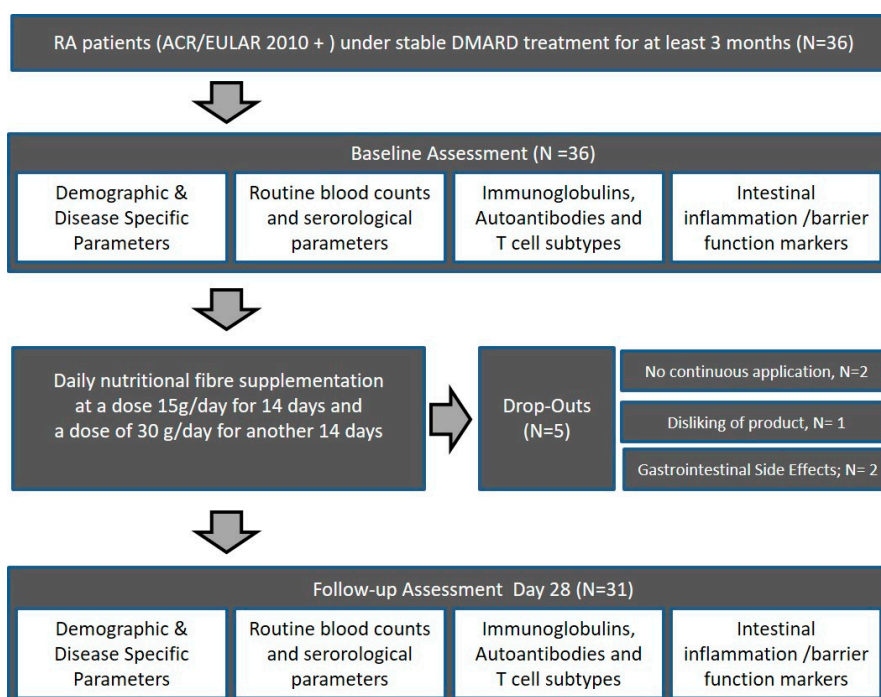 RA patients (ACR/EULAR 2010 + ) under stable DMARD treatment for at least 3 months (N=36)
Baseline Assessment (N =36)
Demographic &
Disease Specific
Parameters
Routine blood counts
and serorological
parameters
Immunoglobulins,
Autoantibodies and
T cell subtypes
Intestinal
inflammation /barrier
function markers
Daily nutritional fibre supplementation
at a dose 15g/day for 14 days and
a dose of 30 g/day for another 14 days
Drop-Outs
(N=5)
No continuous application, N=2
Disliking of product, N= 1
Gastrointestinal Side Effects; N= 2
Follow-up Assessment Day 28 (N=31)
Demographic &
Disease Specific
Parameters
Routine blood counts
and serorological
parameters
Immunoglobulins,
Autoantibodies and
T cell subtypes
Intestinal
inflammation /barrier
function markers